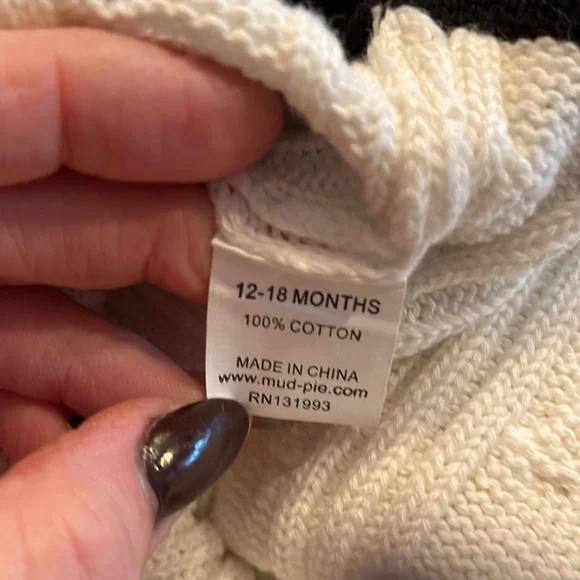 12-18 MONTHS
100% COTTON
MADE IN CHINA
www.mud-pie.com
RN131993